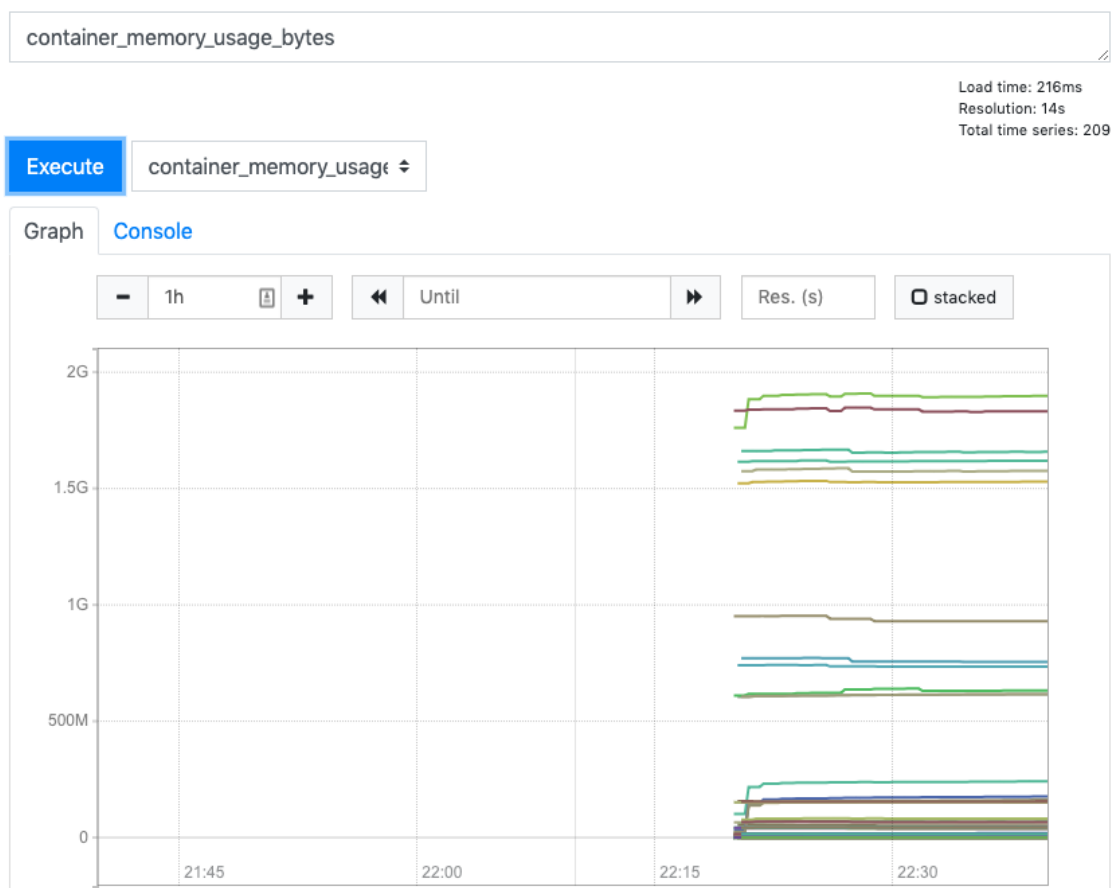 container_memory_usage_bytes
Load time: 216ms
Resolution: 14s
Total time series: 209
Execute
container_memory_usage
Graph
Console
1h
Until
Res. (s)
stacked
2G
1.5G
1G
500M
0
21:45
22:00
22:15
22:30